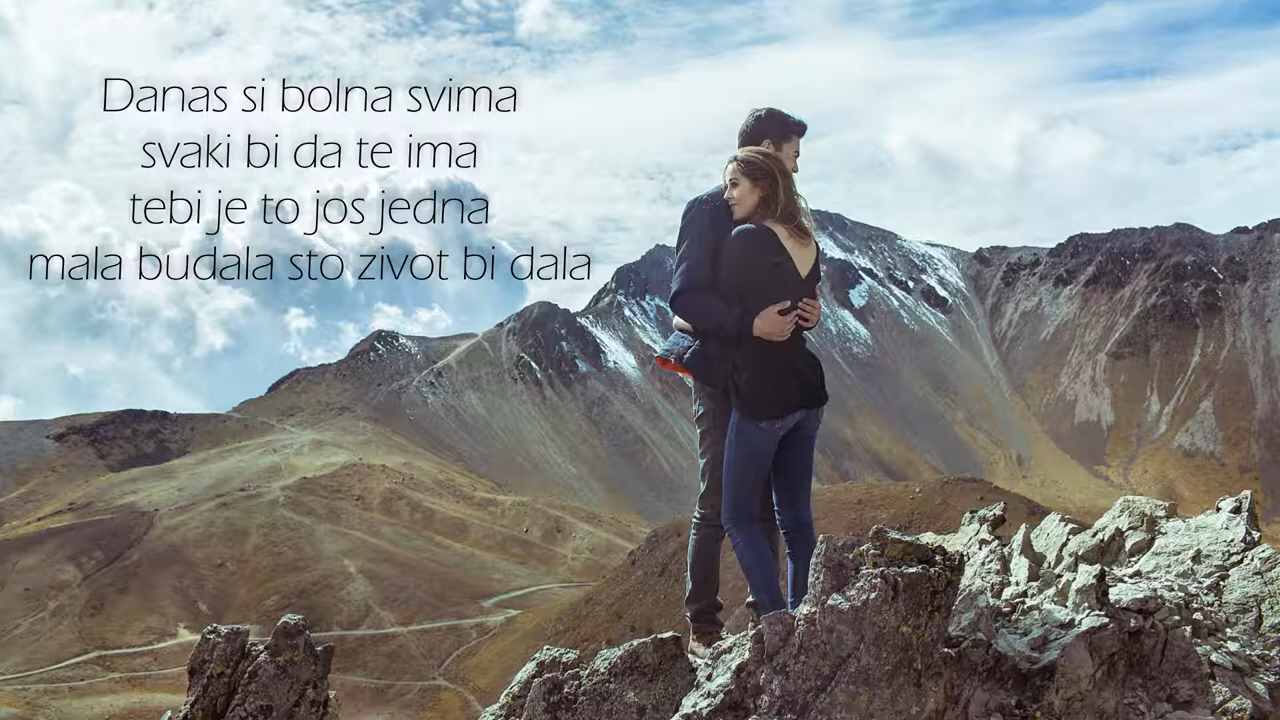 Danas si bolna svima
svaki bi da te ima
tebi je to jos jedna
mala budala sto zivot bi dala